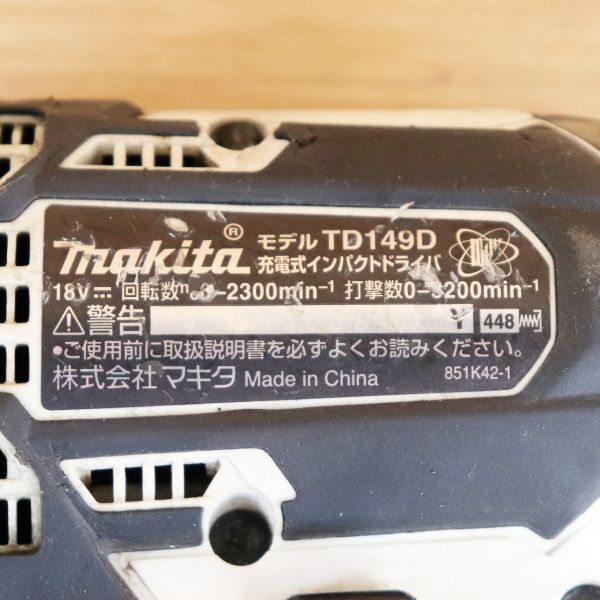 makita® モデル TD149D
充電式インパクトドライバ
18V⎓ 回転数 0-2300min⁻¹ 打撃数0-3200min⁻¹
⚠警告 Y 448
●ご使用前に取扱説明書を必ずよくお読みください。
株式会社 マキタ Made in China 851K42-1